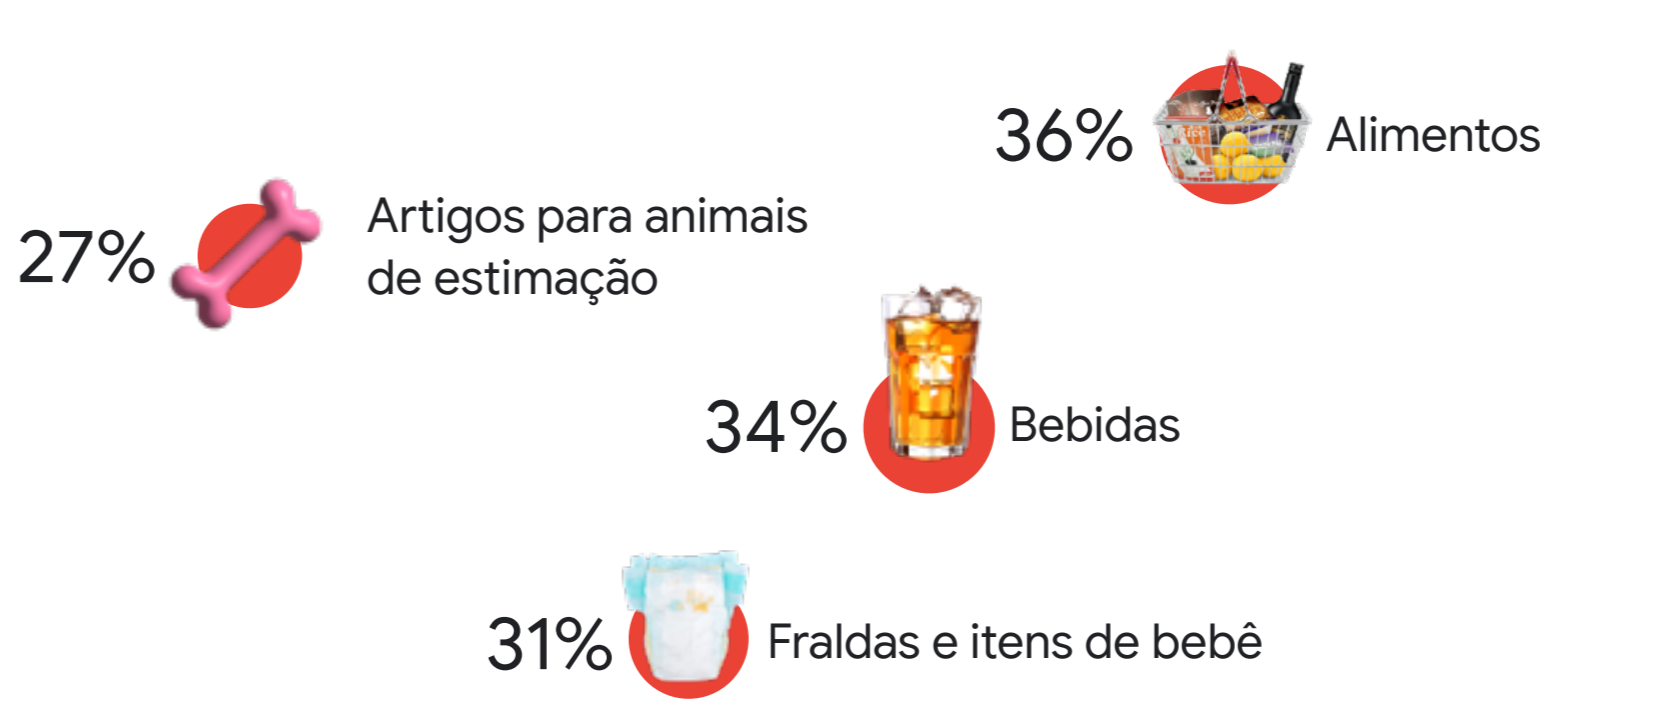 36%
Alimentos
27%
Artigos para animais
de estimação
34%
Bebidas
31%
Fraldas e itens de bebê